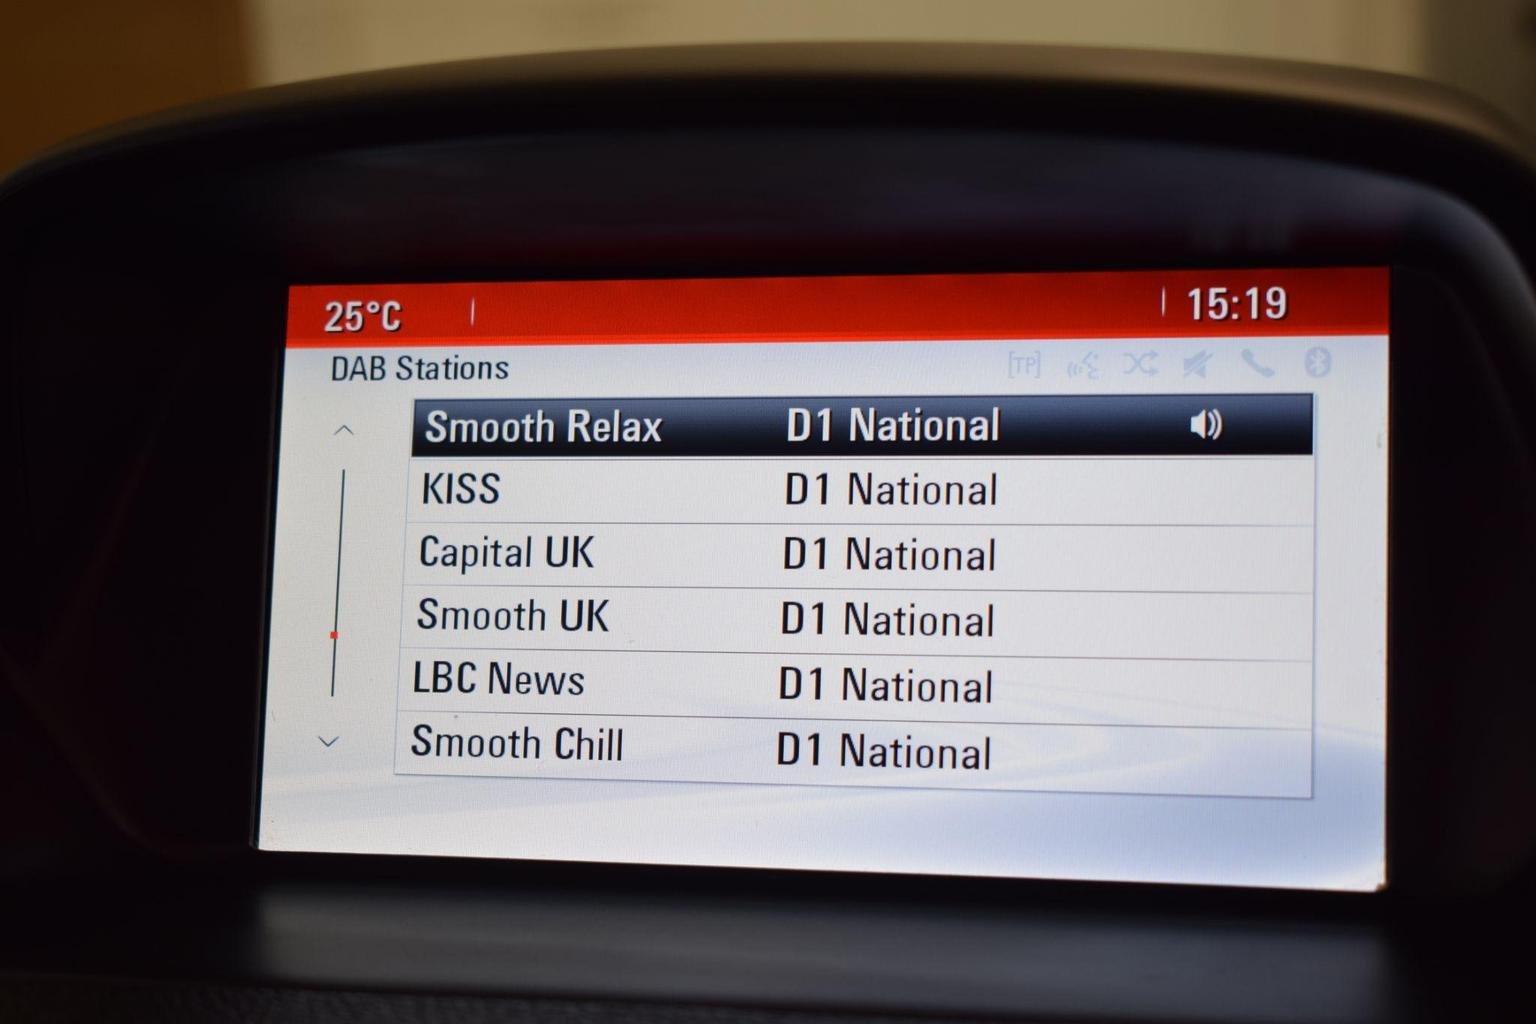 25°C 15:19
DAB Stations [TP]
Smooth Relax D1 National
KISS D1 National
Capital UK D1 National
Smooth UK D1 National
LBC News D1 National
Smooth Chill D1 National